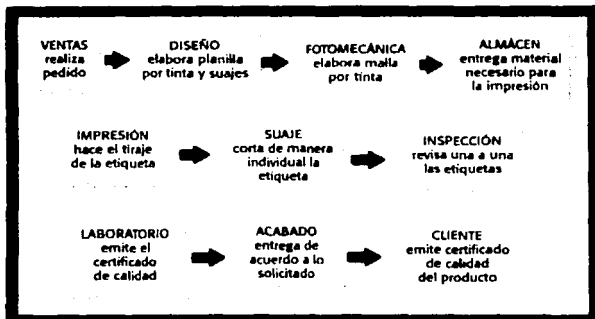 VENTAS
realiza
pedido
DISEÑO
elabora planilla
por tinta y suajes
FOTOMECÁNICA
elabora malla
por tinta
ALMÁCEN
entrega material
necesario para
la impresión
IMPRESIÓN
hace el tiraje
de la etiqueta
SUAJE
corta de manera
individual la
etiqueta
INSPECCIÓN
revisa una a una
las etiquetas
LABORATORIO
emite el
certificado
de calidad
ACABADO
entrega de
acuerdo a lo
solicitado
CLIENTE
emite certificado
de calidad
del producto